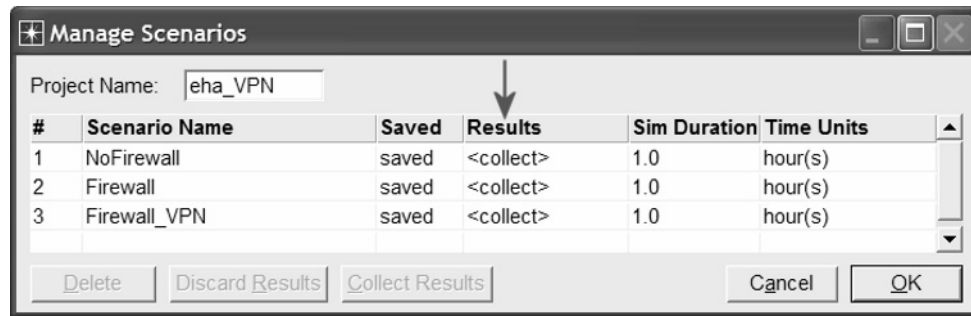 Manage Scenarios
Project Name: eha_VPN
# Scenario Name Saved Results Sim Duration Time Units
1 NoFirewall saved <collect> 1.0 hour(s)
2 Firewall saved <collect> 1.0 hour(s)
3 Firewall_VPN saved <collect> 1.0 hour(s)
Delete Discard Results Collect Results Cancel OK